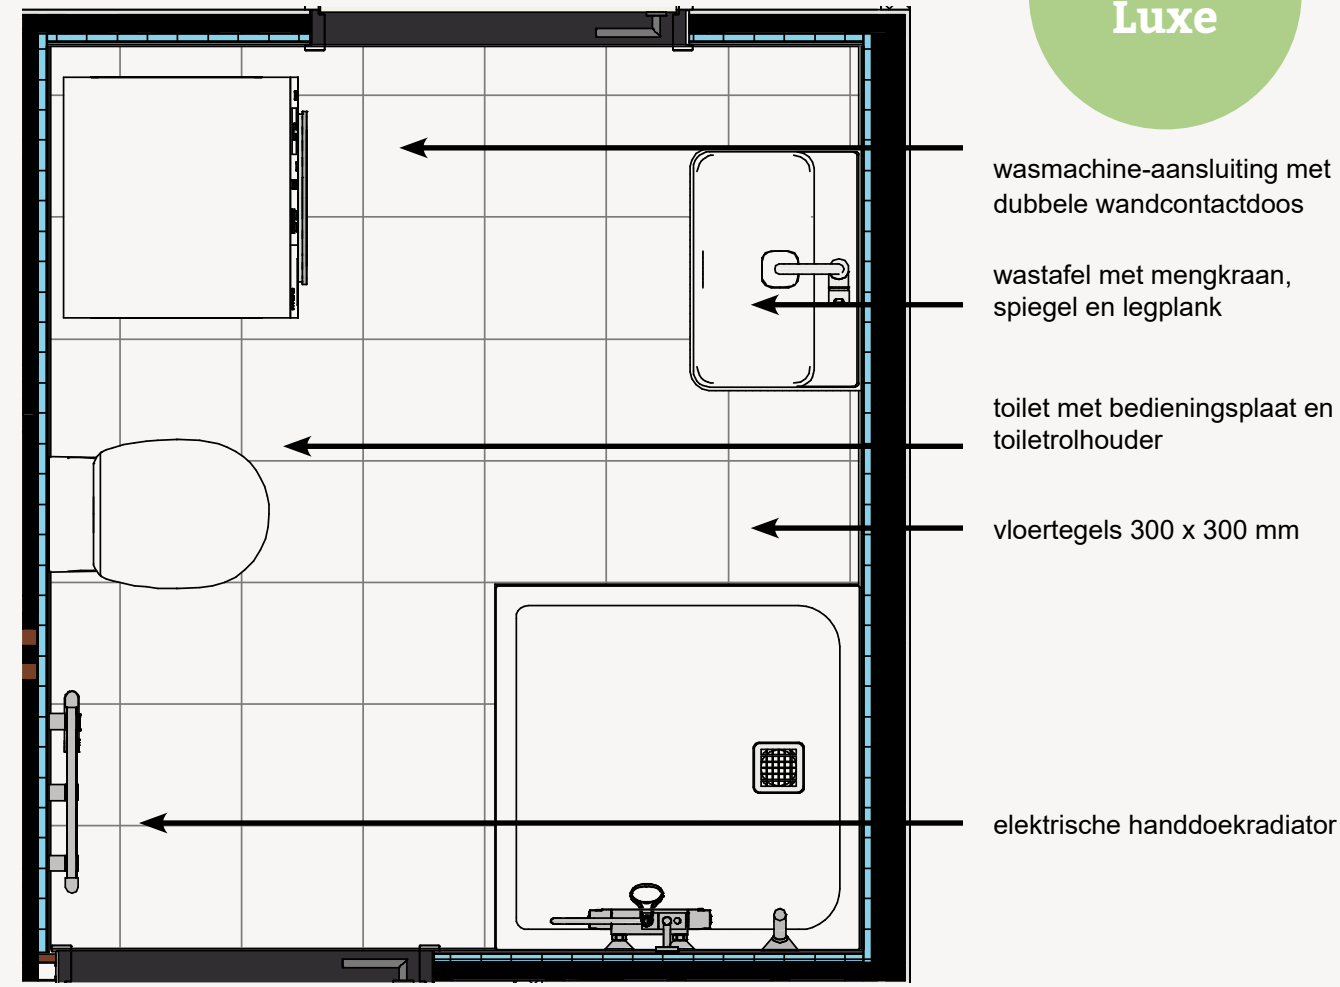 Luxe
wasmachine-aansluiting met
dubbele wandcontactdoos
wastafel met mengkraan,
spiegel en legplank
toilet met bedieningsplaat en
toiletrolhouder
vloertegels 300 x 300 mm
elektrische handdoekradiator